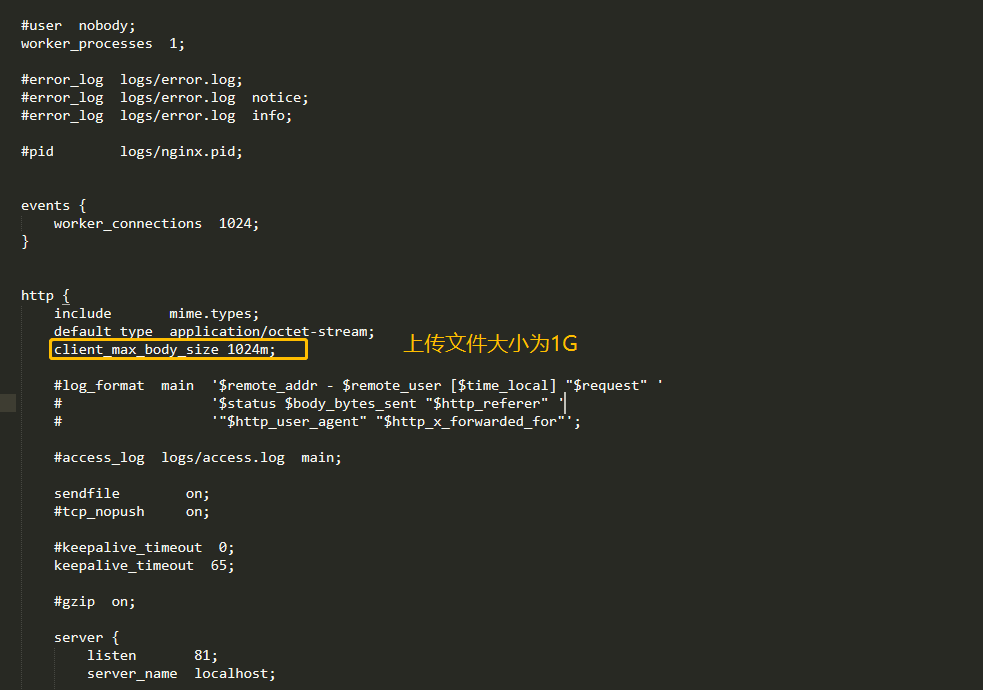 #user  nobody;
worker_processes  1;
#error_log  logs/error.log;
#error_log  logs/error.log  notice;
#error_log  logs/error.log  info;
#pid        logs/nginx.pid;
events {
    worker_connections  1024;
}
http {
    include       mime.types;
    default_type  application/octet-stream;
    client_max_body_size 1024m;
上传文件大小为1G
    #log_format  main  '$remote_addr - $remote_user [$time_local] "$request" '
    #                  '$status $body_bytes_sent "$http_referer" '
    #                  '"$http_user_agent" "$http_x_forwarded_for"';
    #access_log  logs/access.log  main;
    sendfile        on;
    #tcp_nopush     on;
    #keepalive_timeout  0;
    keepalive_timeout  65;
    #gzip  on;
    server {
        listen       81;
        server_name  localhost;